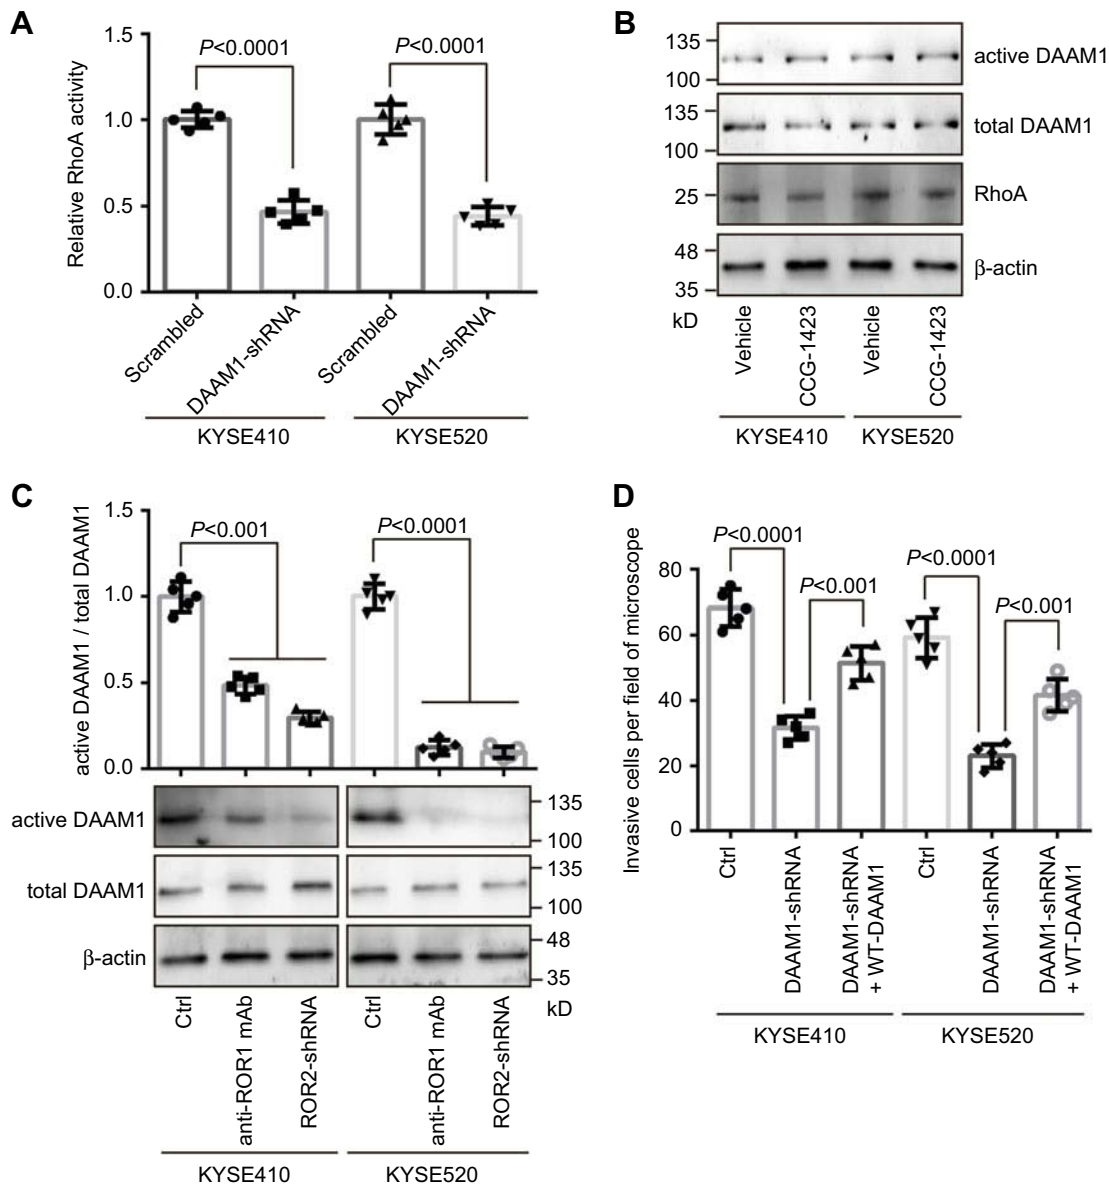 A
1.5
1.0
0.5
0.0
Relative RhoA activity
P<0.0001
P<0.0001
Scrambled
DAAM1-shRNA
Scrambled
DAAM1-shRNA
KYSE410
KYSE520
B
135
100
active DAAM1
135
100
total DAAM1
25
RhoA
48
35
β-actin
kD
Vehicle
CCG-1423
Vehicle
CCG-1423
KYSE410
KYSE520
C
1.5
1.0
0.5
0.0
active DAAM1 / total DAAM1
P<0.001
P<0.0001
active DAAM1
135
100
total DAAM1
135
100
β-actin
48
35
kD
Ctrl
anti-ROR1 mAb
ROR2-shRNA
Ctrl
anti-ROR1 mAb
ROR2-shRNA
KYSE410
KYSE520
D
Invasive cells per field of microscope
80
60
40
20
0
P<0.0001
P<0.001
P<0.0001
P<0.001
Ctrl
DAAM1-shRNA
DAAM1-shRNA
+ WT-DAAM1
Ctrl
DAAM1-shRNA
DAAM1-shRNA
+ WT-DAAM1
KYSE410
KYSE520